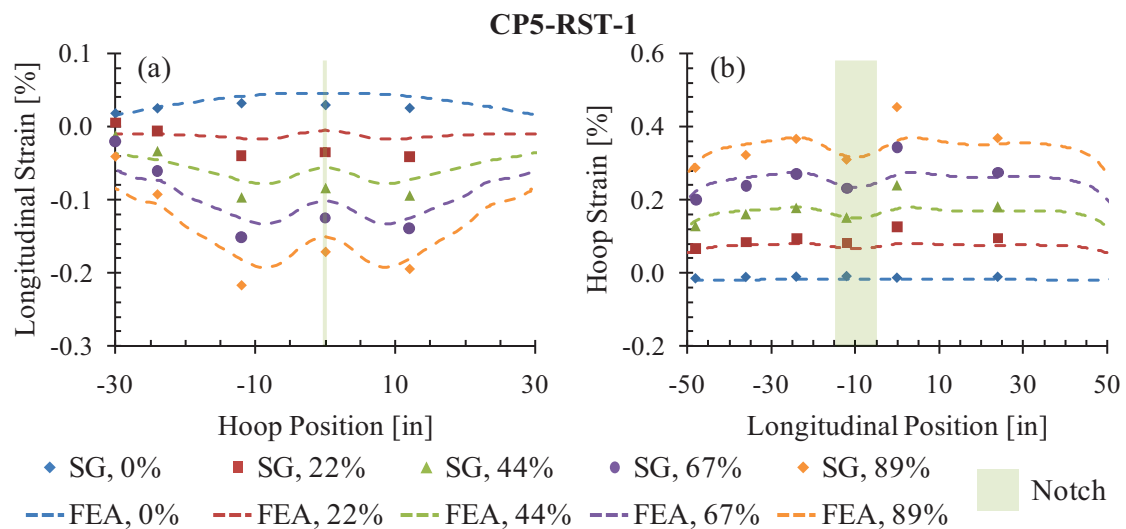 CP5-RST-1
(a)
Longitudinal Strain [%]
0.1
0.0
-0.1
-0.2
-0.3
-30
-10
10
30
Hoop Position [in]
(b)
Hoop Strain [%]
0.6
0.4
0.2
0.0
-0.2
-50
-30
-10
10
30
50
Longitudinal Position [in]
SG, 0%
SG, 22%
SG, 44%
SG, 67%
SG, 89%
FEA, 0%
FEA, 22%
FEA, 44%
FEA, 67%
FEA, 89%
Notch